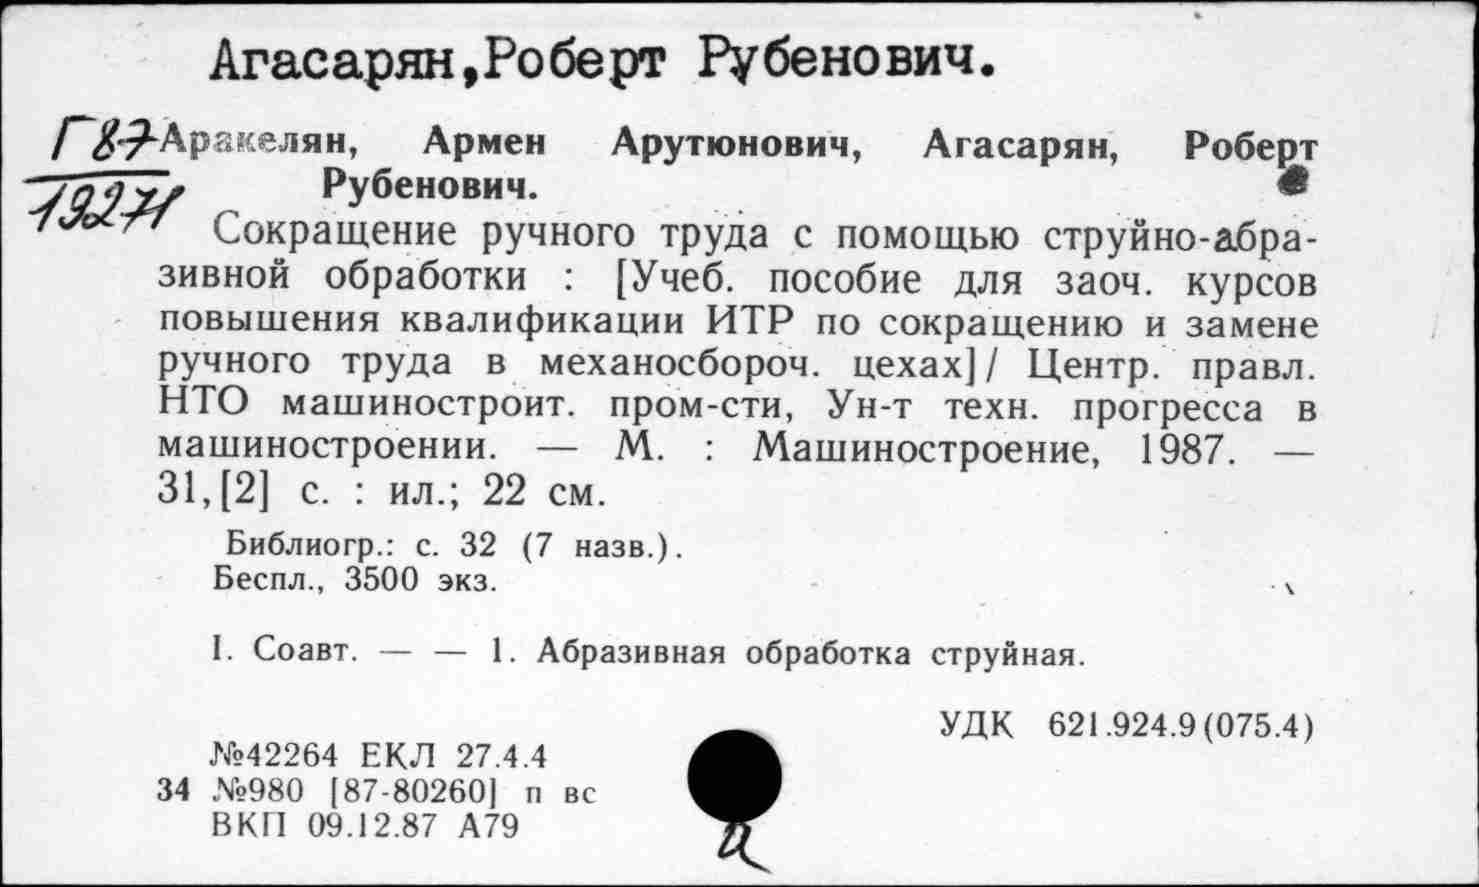 Агасарян,Роберт Рубенович.
Г87
19271
Аракелян, Армен Арутюнович, Агасарян, Роберт
Рубенович.
Сокращение ручного труда с помощью струйно-абра-
зивной обработки : [Учеб. пособие для заоч. курсов
повышения квалификации ИТР по сокращению и замене
ручного труда в механосбороч. цехах]/ Центр. правл.
НТО машиностроит. пром-сти, Ун-т техн. прогресса в
машиностроении. — М. : Машиностроение, 1987. —
31,[2] с. : ил.; 22 см.
Библиогр.: с. 32 (7 назв.).
Беспл., 3500 экз.
I. Соавт. — — 1. Абразивная обработка струйная.
УДК 621.924.9(075.4)
№42264 ЕКЛ 27.4.4
34 №980 [87-80260] п вс
ВКП 09.12.87 А79